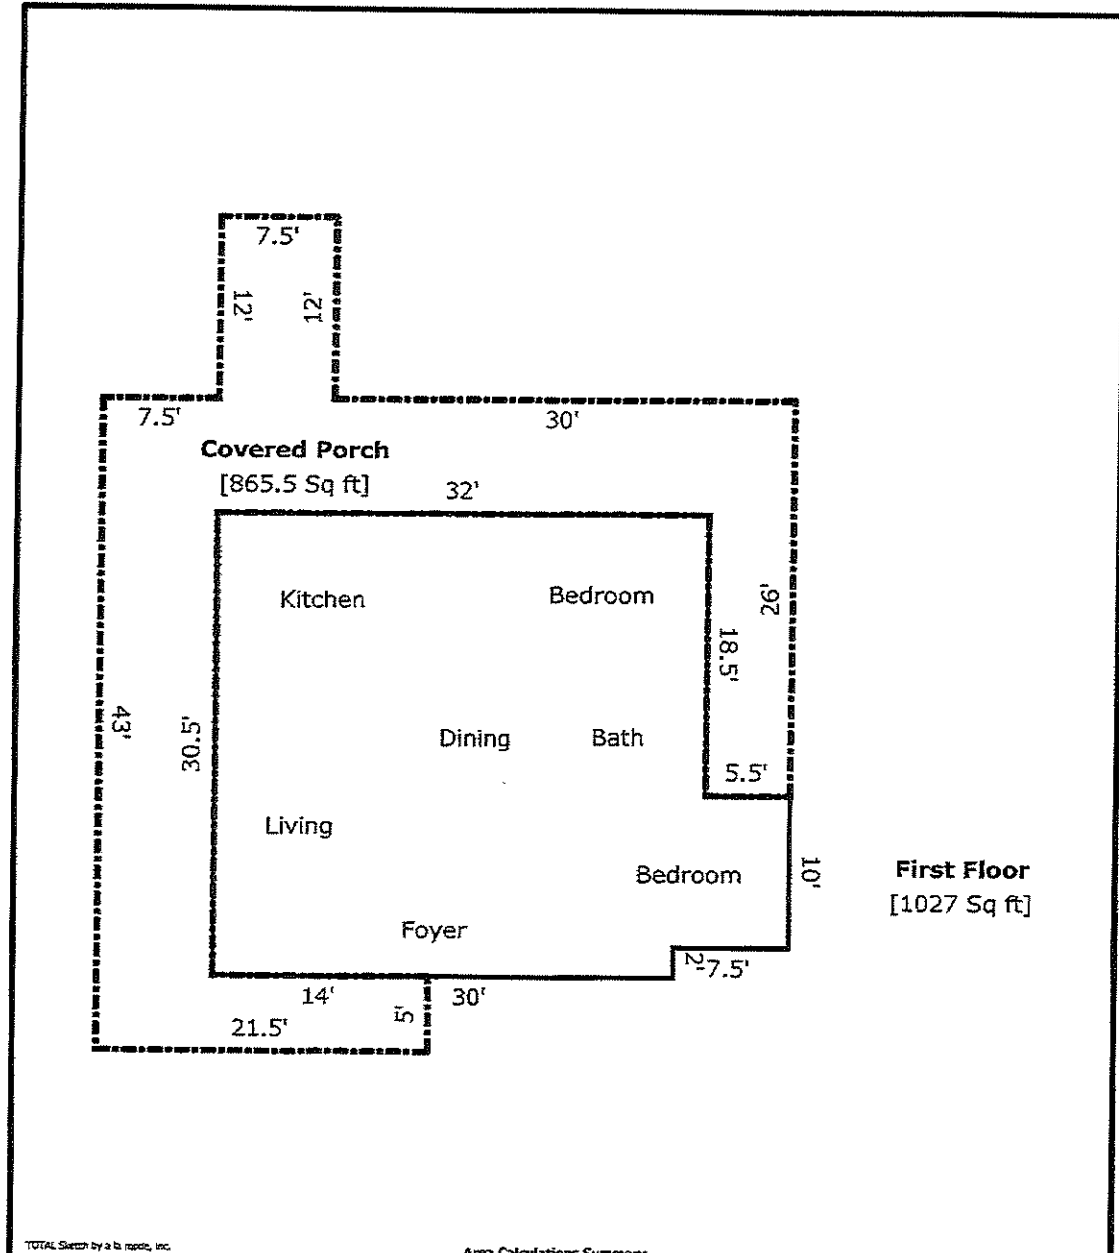 7.5'
12'
12'
7.5'
30'
Covered Porch
[865.5 Sq ft]
32'
Kitchen
Bedroom
26'
18.5'
43'
30.5'
Dining
Bath
5.5'
Living
Bedroom
10'
First Floor
[1027 Sq ft]
Foyer
2'
7.5'
14'
30'
5'
21.5'
TOTAL Sketch by a la mode, inc.
Area Calculations Summary